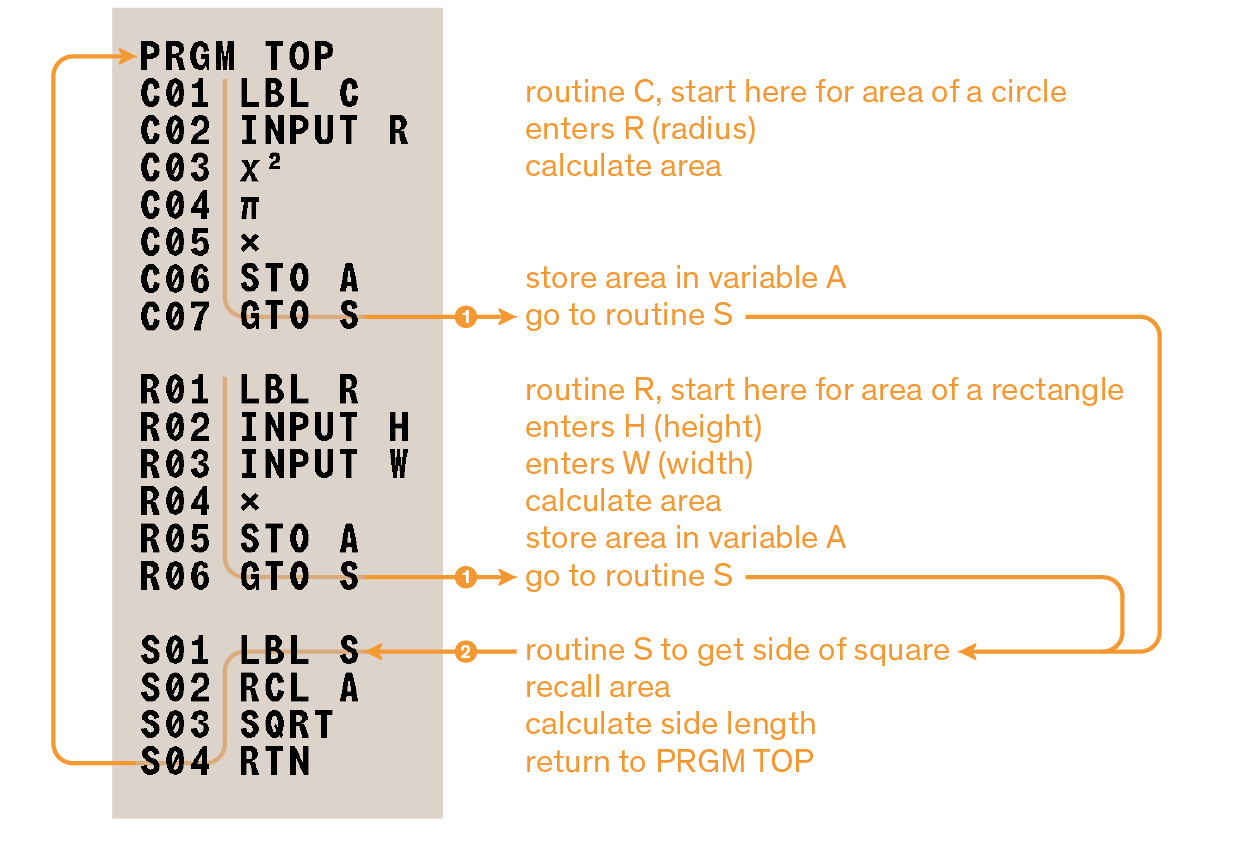 PRGM TOP
C01 LBL C routine C, start here for area of a circle
C02 INPUT R enters R (radius)
C03 x² calculate area
C04 π
C05 ×
C06 STO A store area in variable A
C07 GTO S 1 go to routine S
R01 LBL R routine R, start here for area of a rectangle
R02 INPUT H enters H (height)
R03 INPUT W enters W (width)
R04 × calculate area
R05 STO A store area in variable A
R06 GTO S 1 go to routine S
S01 LBL S 2 routine S to get side of square
S02 RCL A recall area
S03 SQRT calculate side length
S04 RTN return to PRGM TOP